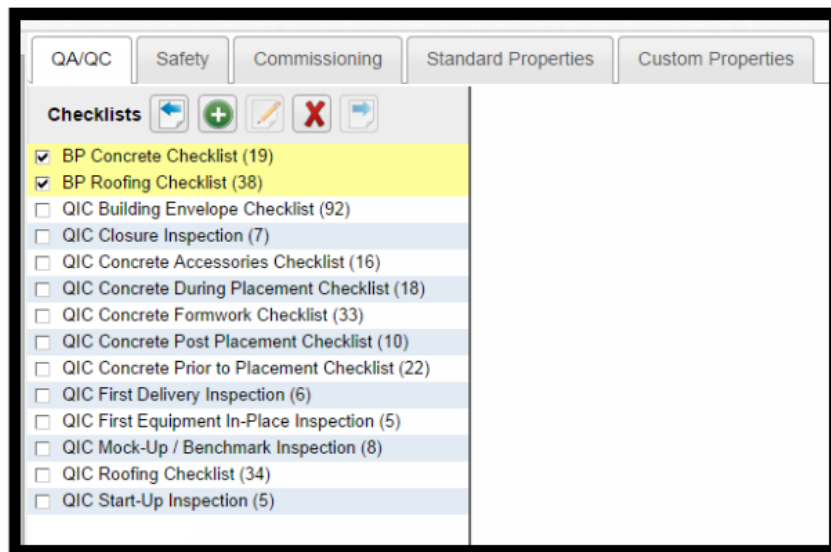 QA/QC Safety Commissioning Standard Properties Custom Properties
Checklists
BP Concrete Checklist (19)
BP Roofing Checklist (38)
QIC Building Envelope Checklist (92)
QIC Closure Inspection (7)
QIC Concrete Accessories Checklist (16)
QIC Concrete During Placement Checklist (18)
QIC Concrete Formwork Checklist (33)
QIC Concrete Post Placement Checklist (10)
QIC Concrete Prior to Placement Checklist (22)
QIC First Delivery Inspection (6)
QIC First Equipment In-Place Inspection (5)
QIC Mock-Up / Benchmark Inspection (8)
QIC Roofing Checklist (34)
QIC Start-Up Inspection (5)